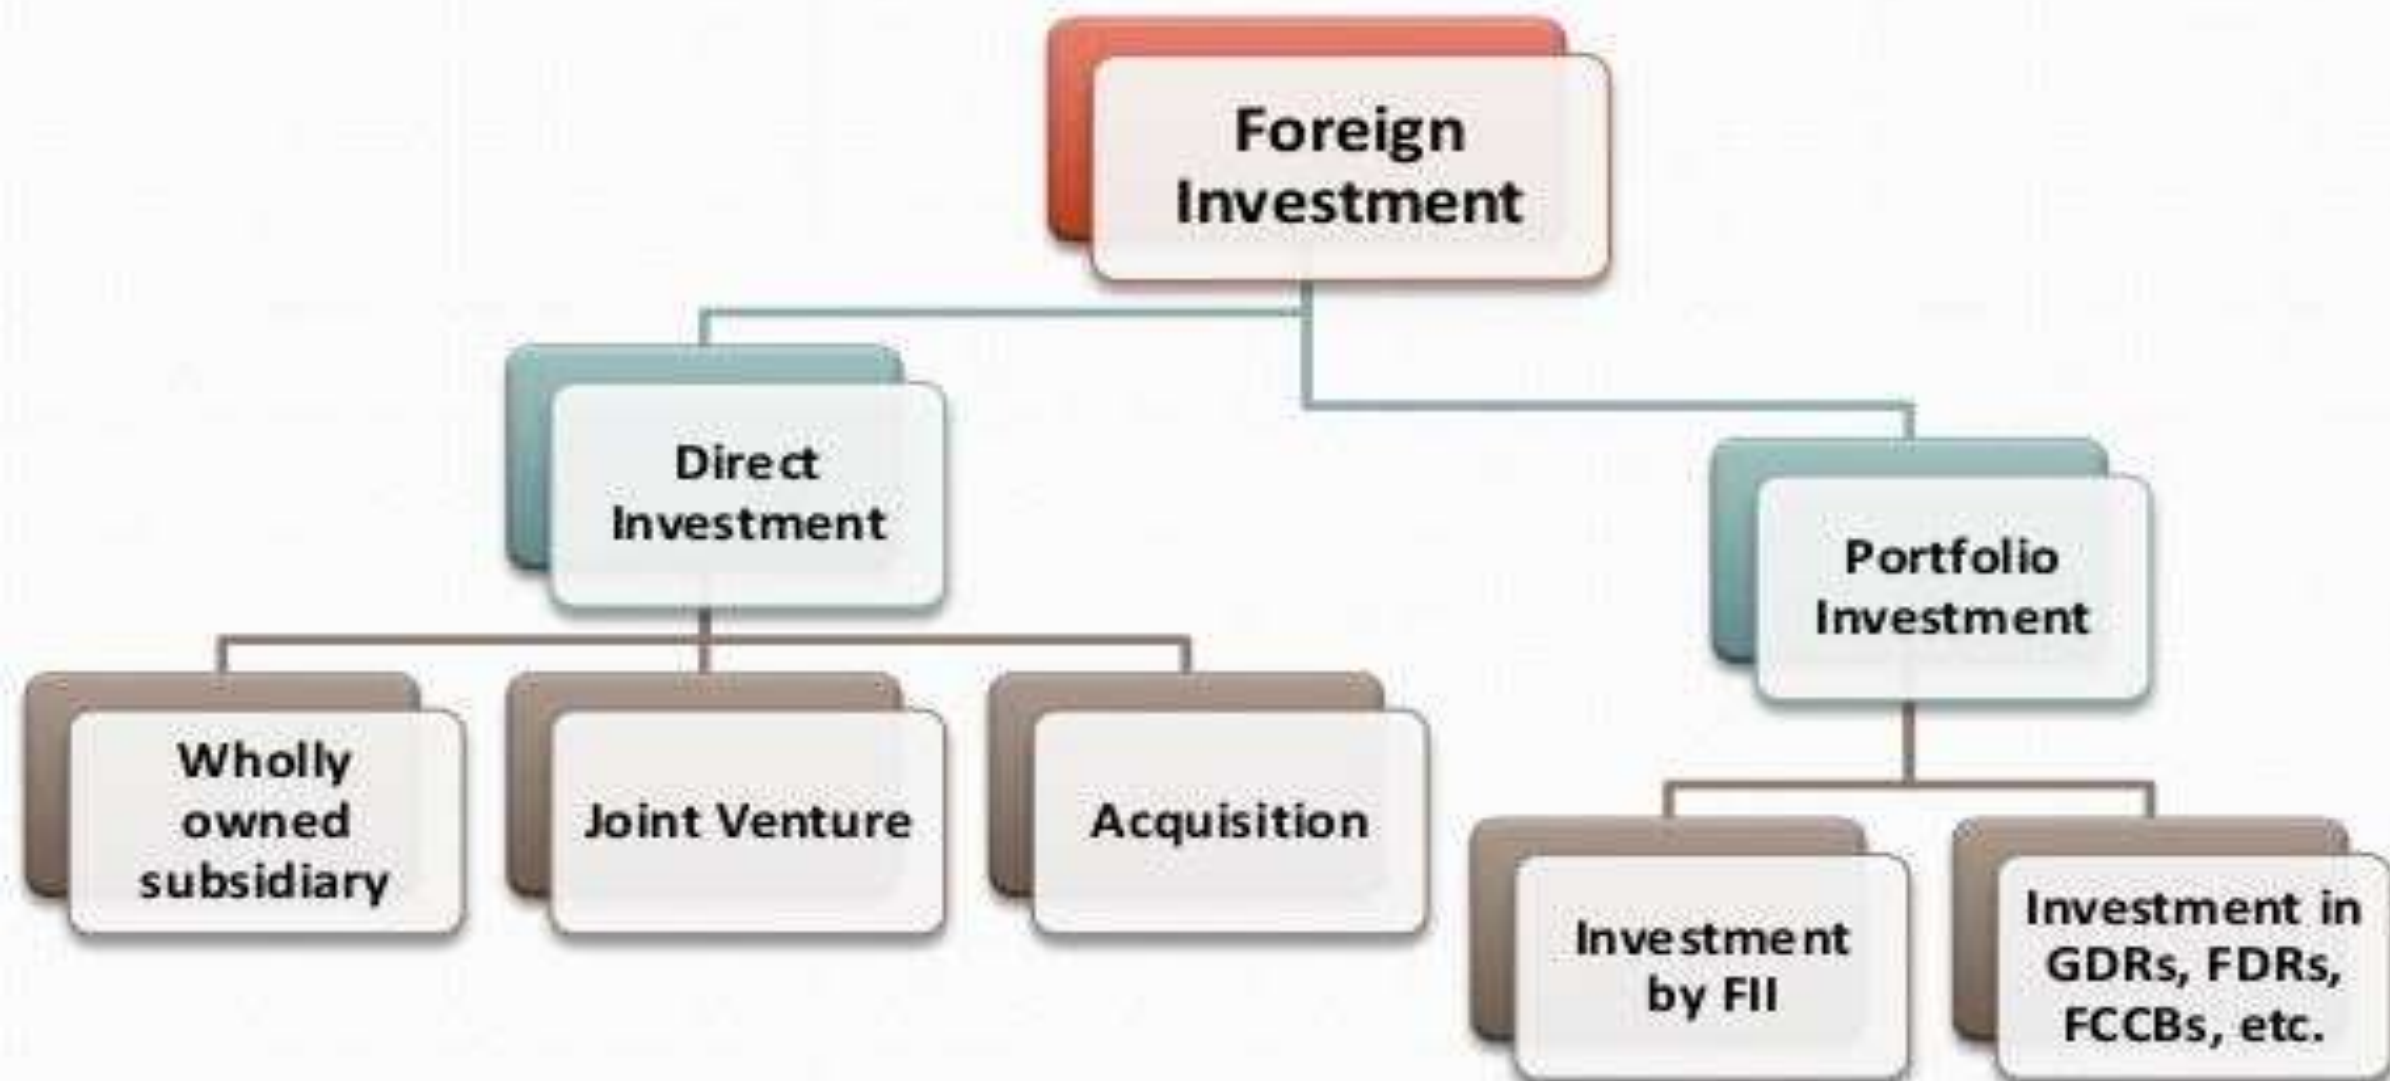 Foreign
Investment
Direct
Investment
Portfolio
Investment
Wholly
owned
subsidiary
Joint Venture
Acquisition
Investment
by FII
Investment in
GDRs, FDRs,
FCCBs, etc.